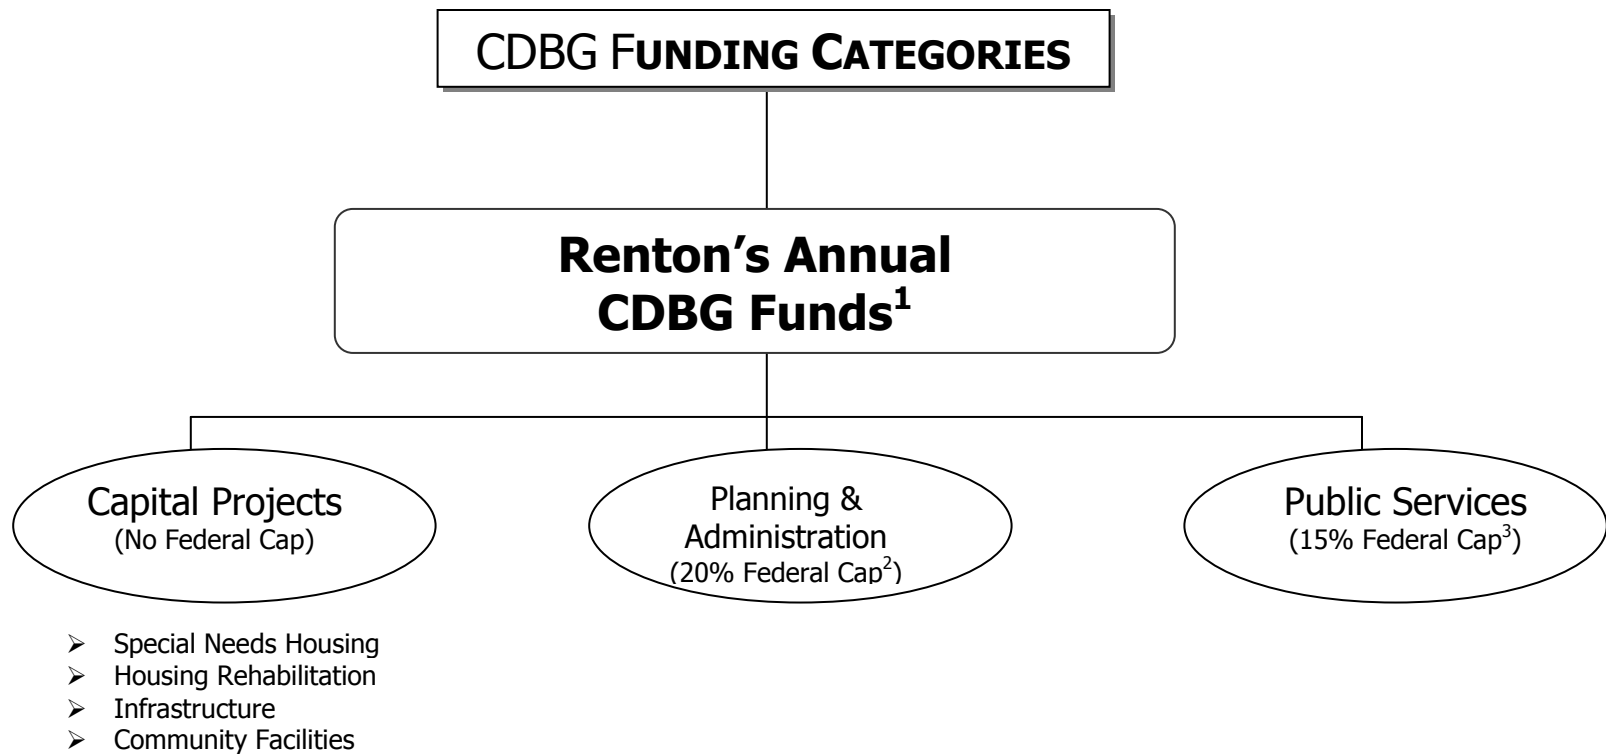 CDBG FUNDING CATEGORIES
Renton’s Annual
CDBG Funds¹
Capital Projects
(No Federal Cap)
Planning &
Administration
(20% Federal Cap²)
Public Services
(15% Federal Cap³)
➢ Special Needs Housing
➢ Housing Rehabilitation
➢ Infrastructure
➢ Community Facilities